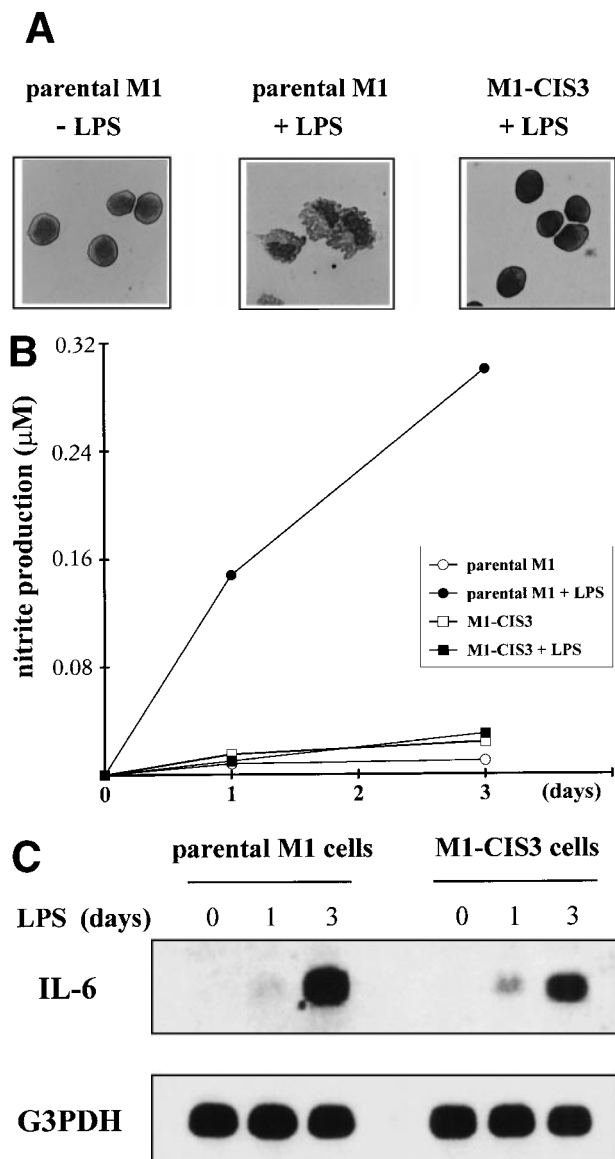 A
parental M1 parental M1 M1-CIS3
- LPS + LPS + LPS
B
nitrite production (µM)
0.32
0.24
0.16
0.08
0 1 3 (days)
parental M1
parental M1 + LPS
M1-CIS3
M1-CIS3 + LPS
C
parental M1 cells M1-CIS3 cells
LPS (days) 0 1 3 0 1 3
IL-6
G3PDH